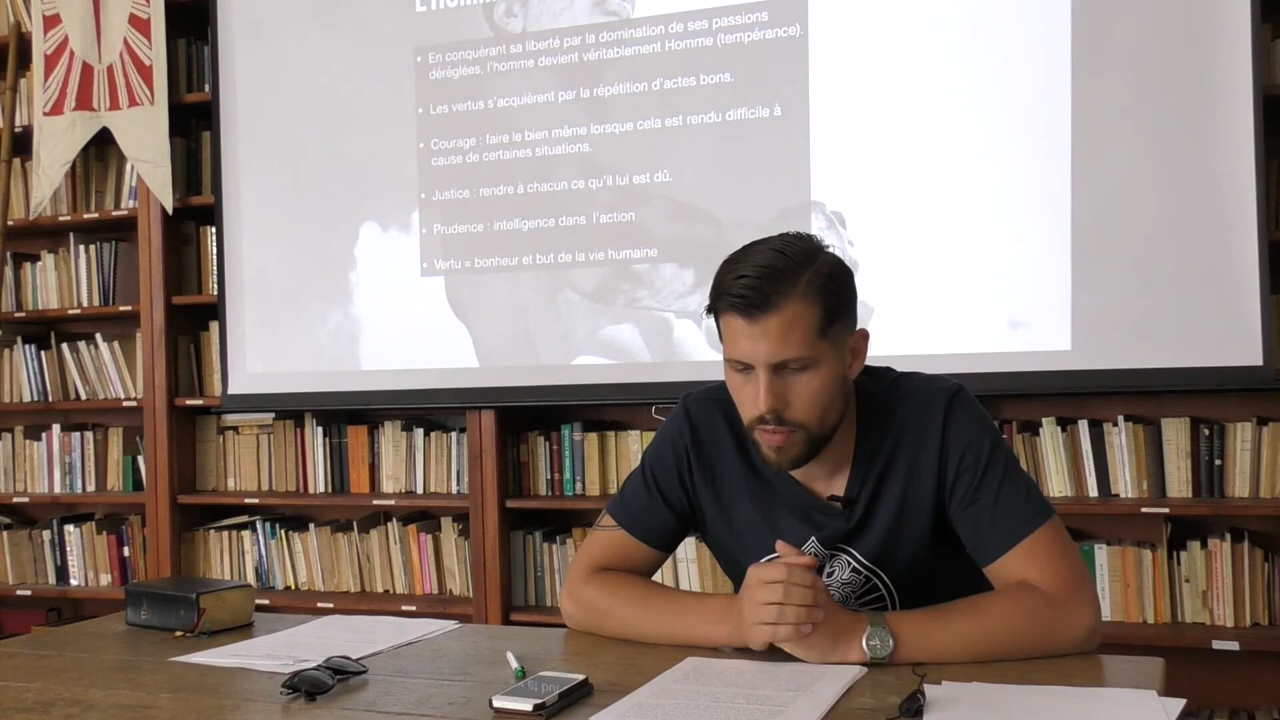 En conquérant sa liberté par la domination de ses passions
déréglées, l'homme devient véritablement Homme (tempérance).
Les vertus s'acquièrent par la répétition d'actes bons.
Courage : faire le bien même lorsque cela est rendu difficile à
cause de certaines situations.
Justice : rendre à chacun ce qu'il lui est dû.
Prudence : intelligence dans l'action
Vertu = bonheur et but de la vie humaine